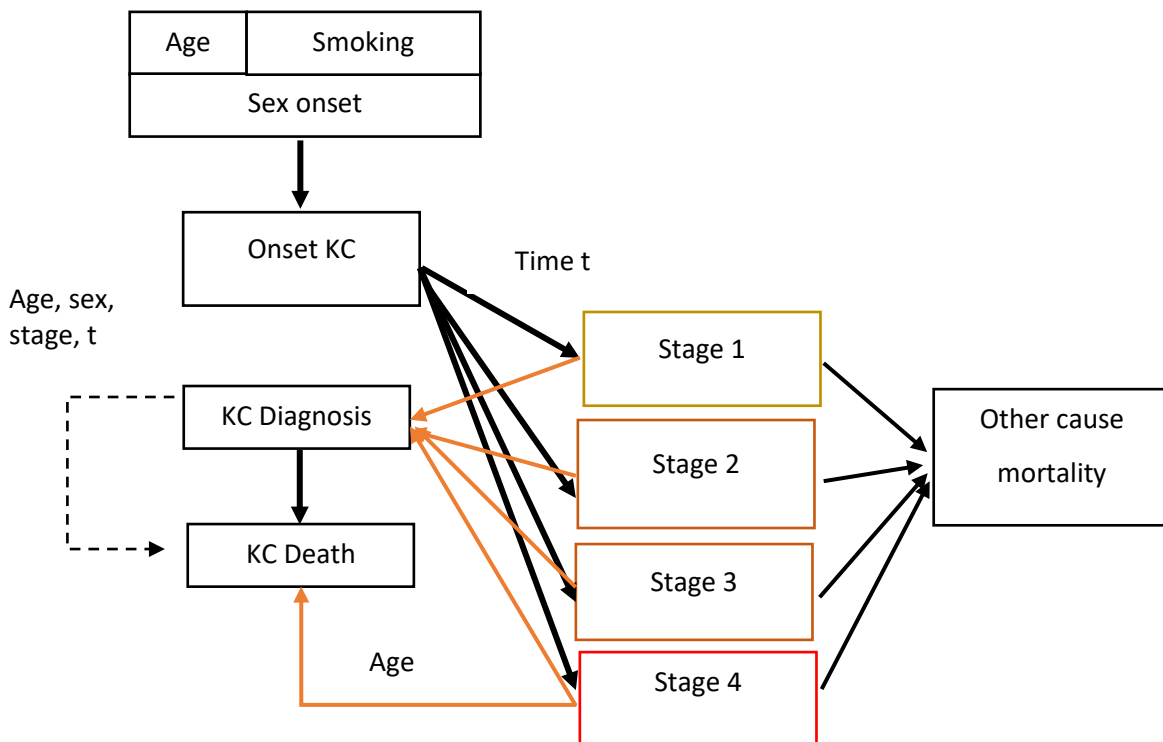 Age
Smoking
Sex onset
Onset KC
Time t
Age, sex,
stage, t
Stage 1
KC Diagnosis
Other cause
mortality
Stage 2
KC Death
Stage 3
Age
Stage 4